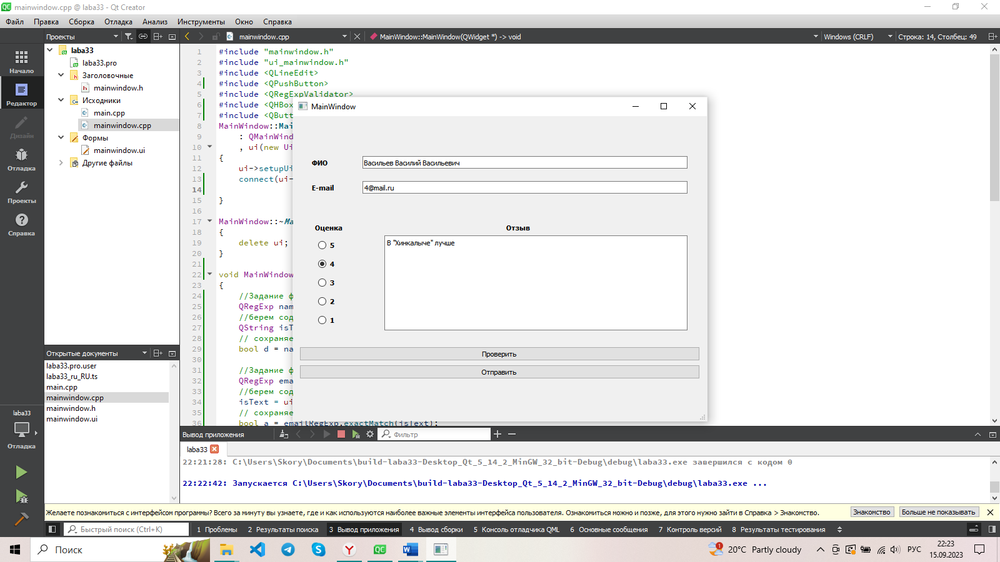 mainwindow.cpp @ laba33 - Qt Creator
Файл Правка Сборка Отладка Анализ Инструменты Окно Справка
Проекты
mainwindow.cpp
MainWindow::MainWindow(QWidget *) -> void
Windows (CRLF)
Строка: 14, Столбец: 49
Начало
Редактор
Дизайн
Отладка
Проекты
Справка
laba33
laba33.pro
Заголовочные
mainwindow.h
Исходники
main.cpp
mainwindow.cpp
Формы
mainwindow.ui
Другие файлы
1 #include "mainwindow.h"
2 #include "ui_mainwindow.h"
3 #include <QLineEdit>
4 #include <QPushButton>
5 #include <QRegExpValidator>
6 #include <QHBox
7 #include <QButt
8 MainWindow::Mai
9 : QMainWind
10 , ui(new Ui
11 {
12 ui->setupUi
13 connect(ui-
14
15 }
16
17 MainWindow::~Ma
18 {
19 delete ui;
20 }
21
22 void MainWindow
23 {
24 //Задание ф
25 QRegExp nam
26 //берем сод
27 QString isT
28 // сохраняе
29 bool d = na
30
31 //Задание ф
32 QRegExp ema
33 //берем сод
34 isText = ui
35 // сохраняе
36 bool a = emailRegExp.exactMatch(isText);
MainWindow
ФИО
Васильев Василий Васильевич
E-mail
4@mail.ru
Оценка
Отзыв
5
4
3
2
1
В "Хинкалыче" лучше
Проверить
Отправить
Открытые документы
laba33.pro.user
laba33_ru_RU.ts
main.cpp
mainwindow.cpp
mainwindow.h
mainwindow.ui
laba33
Отладка
Вывод приложения
Фильтр
laba33
22:21:28: C:\Users\Skory\Documents\build-laba33-Desktop_Qt_5_14_2_MinGW_32_bit-Debug\debug\laba33.exe завершился с кодом 0
22:22:42: Запускается C:\Users\Skory\Documents\build-laba33-Desktop_Qt_5_14_2_MinGW_32_bit-Debug\debug\laba33.exe ...
Желаете познакомиться с интерфейсом программы? Всего за минуту вы узнаете, где и как используются наиболее важные элементы интерфейса пользователя. Ознакомиться можно и позже, для этого нужно зайти в Справка > Знакомство.
Знакомство
Больше не показывать
Быстрый поиск (Ctrl+K)
1 Проблемы 2 Результаты поиска 3 Вывод приложения 4 Вывод сборки 5 Консоль отладчика QML 6 Основные сообщения 7 Контроль версий 8 Результаты тестирования
Поиск
1
20°C Partly cloudy
РУС
22:23
15.09.2023